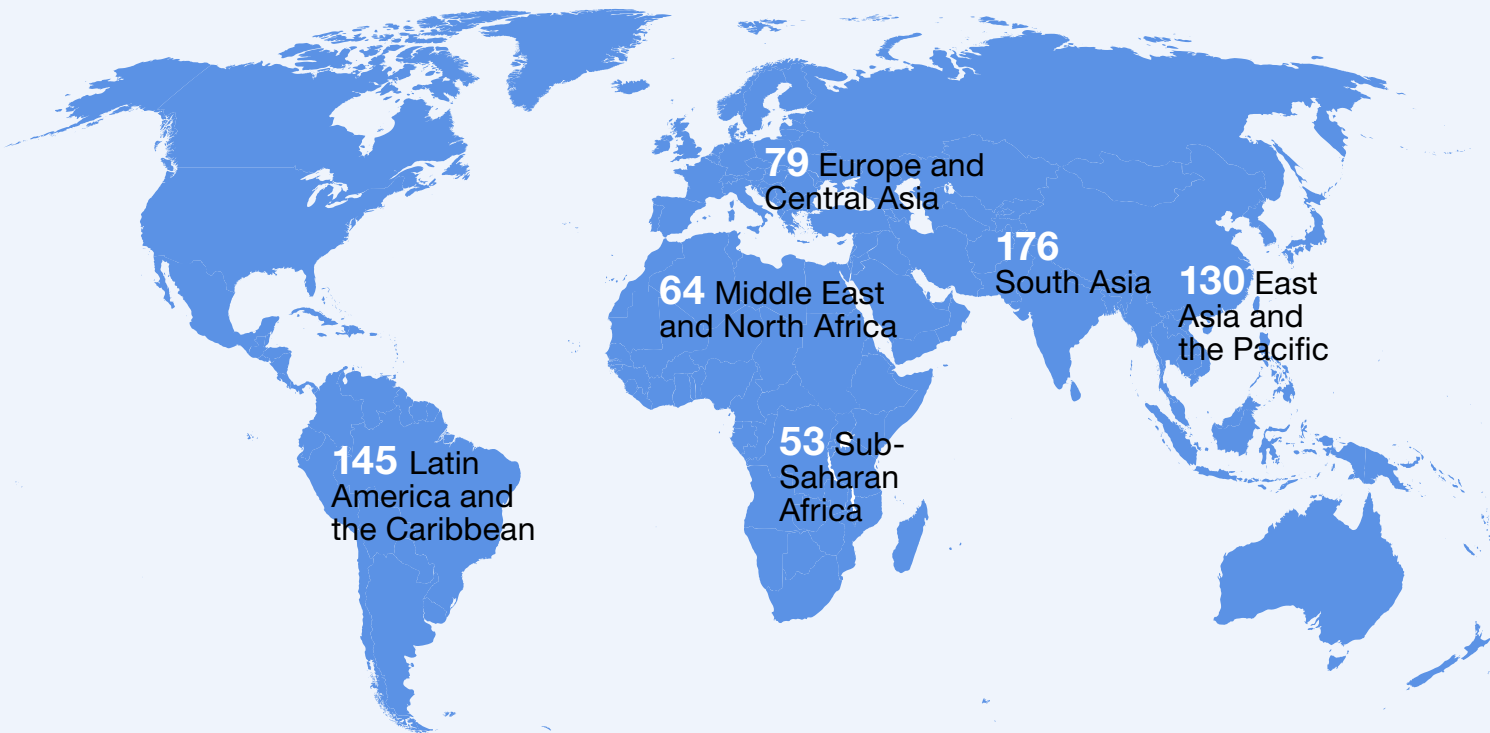 79 Europe and
Central Asia
176
South Asia
130 East
Asia and
the Pacific
64 Middle East
and North Africa
145 Latin
America and
the Caribbean
53 Sub-
Saharan
Africa